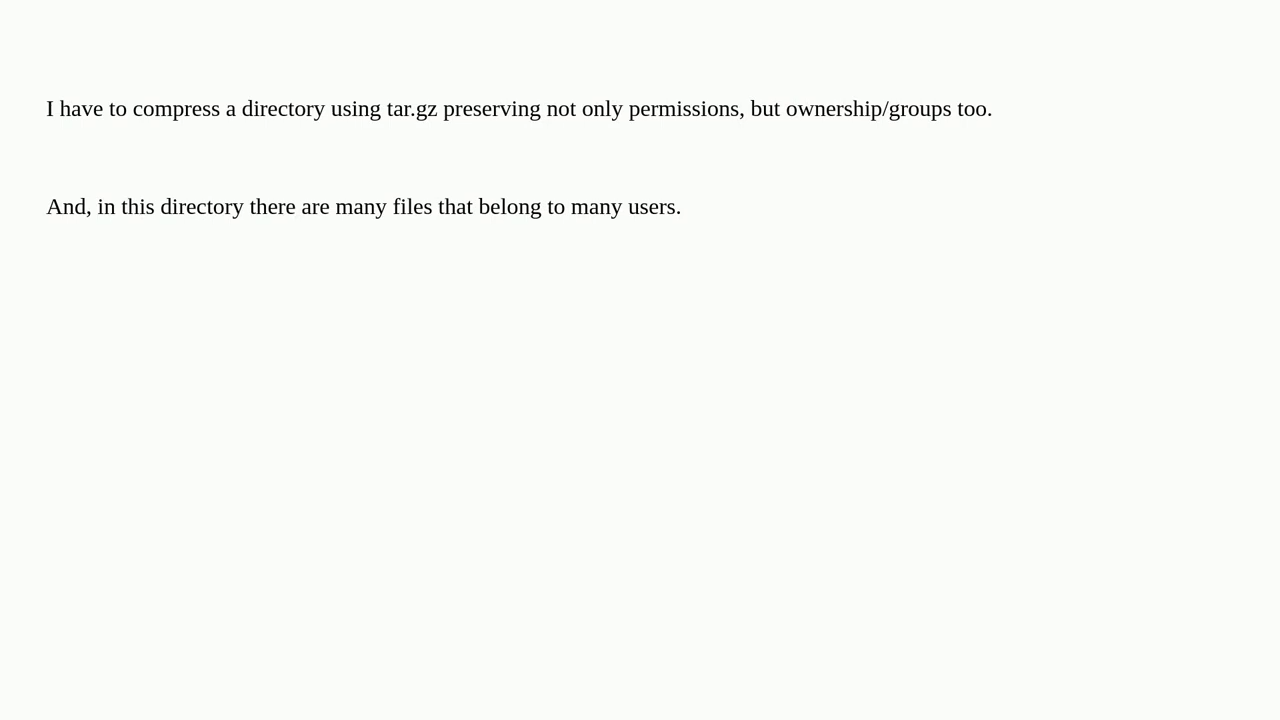 I have to compress a directory using tar.gz preserving not only permissions, but ownership/groups too.
And, in this directory there are many files that belong to many users.